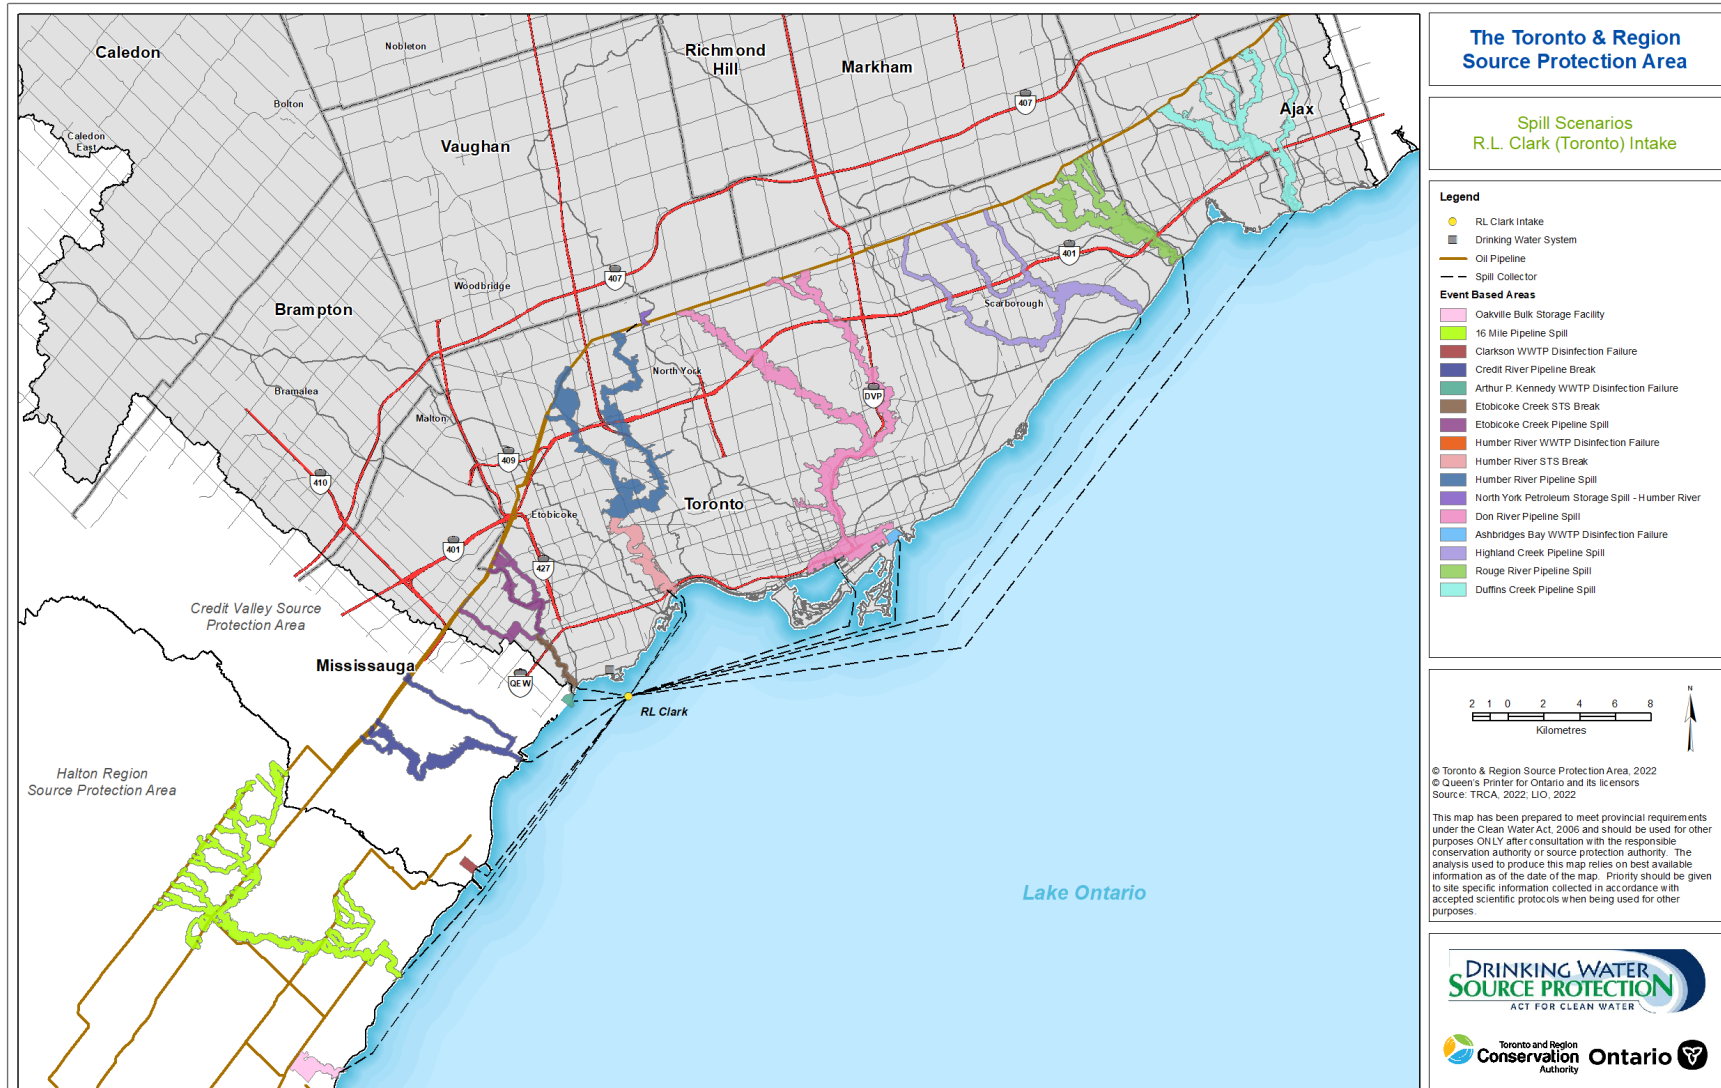 Caledon
Nobleton
Richmond
Hill
Markham
407
Bolton
Ajax
Caledon
East
Vaughan
401
407
Woodbridge
Scarborough
Brampton
North York
Bramalea
DVP
Malton
409
410
Toronto
Etobicoke
401
427
Credit Valley Source
Protection Area
Mississauga
QEW
RL Clark
Halton Region
Source Protection Area
Lake Ontario
The Toronto & Region
Source Protection Area
Spill Scenarios
R.L. Clark (Toronto) Intake
Legend
RL Clark Intake
Drinking Water System
Oil Pipeline
Spill Collector
Event Based Areas
Oakville Bulk Storage Facility
16 Mile Pipeline Spill
Clarkson WWTP Disinfection Failure
Credit River Pipeline Break
Arthur P. Kennedy WWTP Disinfection Failure
Etobicoke Creek STS Break
Etobicoke Creek Pipeline Spill
Humber River WWTP Disinfection Failure
Humber River STS Break
Humber River Pipeline Spill
North York Petroleum Storage Spill - Humber River
Don River Pipeline Spill
Ashbridges Bay WWTP Disinfection Failure
Highland Creek Pipeline Spill
Rouge River Pipeline Spill
Duffins Creek Pipeline Spill
2 1 0 2 4 6 8
Kilometres
N
© Toronto & Region Source Protection Area, 2022
© Queen's Printer for Ontario and its licensors
Source: TRCA, 2022; LIO, 2022
This map has been prepared to meet provincial requirements
under the Clean Water Act, 2006 and should be used for other
purposes ONLY after consultation with the responsible
conservation authority or source protection authority. The
analysis used to produce this map relies on best available
information as of the date of the map. Priority should be given
to site specific information collected in accordance with
accepted scientific protocols when being used for other
purposes.
DRINKING WATER
SOURCE PROTECTION
ACT FOR CLEAN WATER
Toronto and Region
Conservation
Authority
Ontario